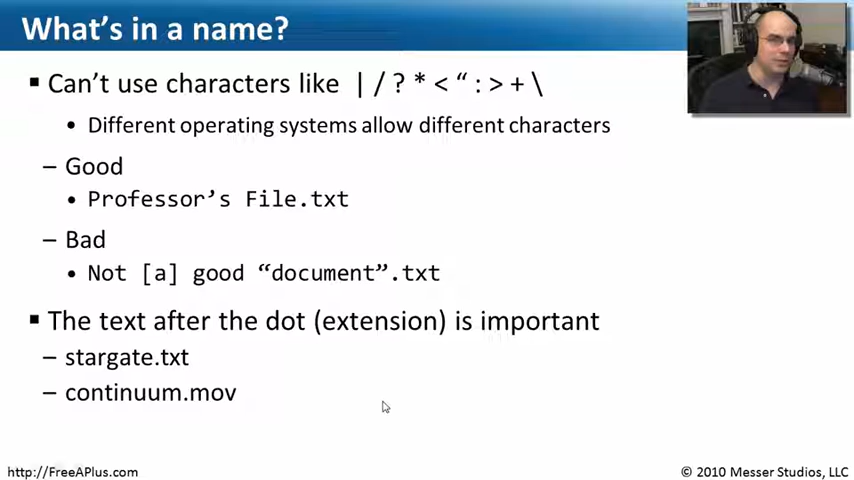 What's in a name?
▪ Can't use characters like | / ? * < “ : > + \
• Different operating systems allow different characters
– Good
• Professor’s File.txt
– Bad
• Not [a] good “document”.txt
▪ The text after the dot (extension) is important
– stargate.txt
– continuum.mov
http://FreeAPlus.com
© 2010 Messer Studios, LLC